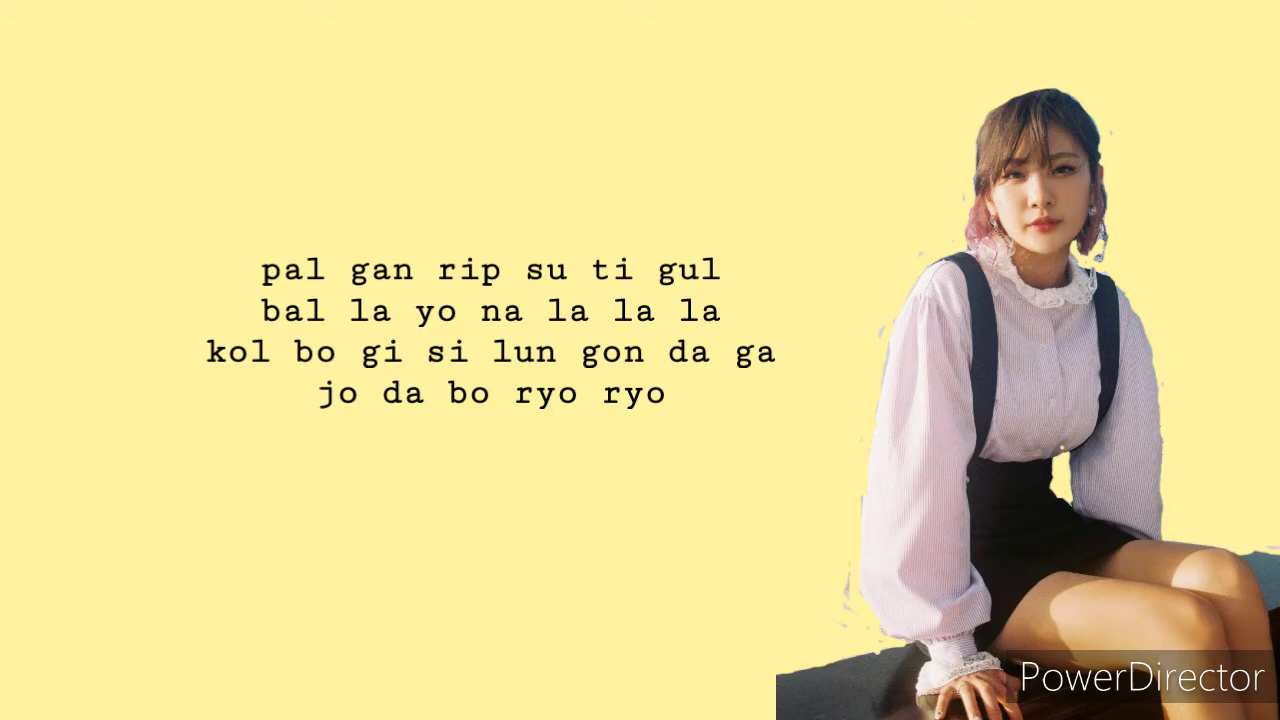 pal gan rip su ti gul
bal la yo na la la la
kol bo gi si lun gon da ga
jo da bo ryo ryo
PowerDirector